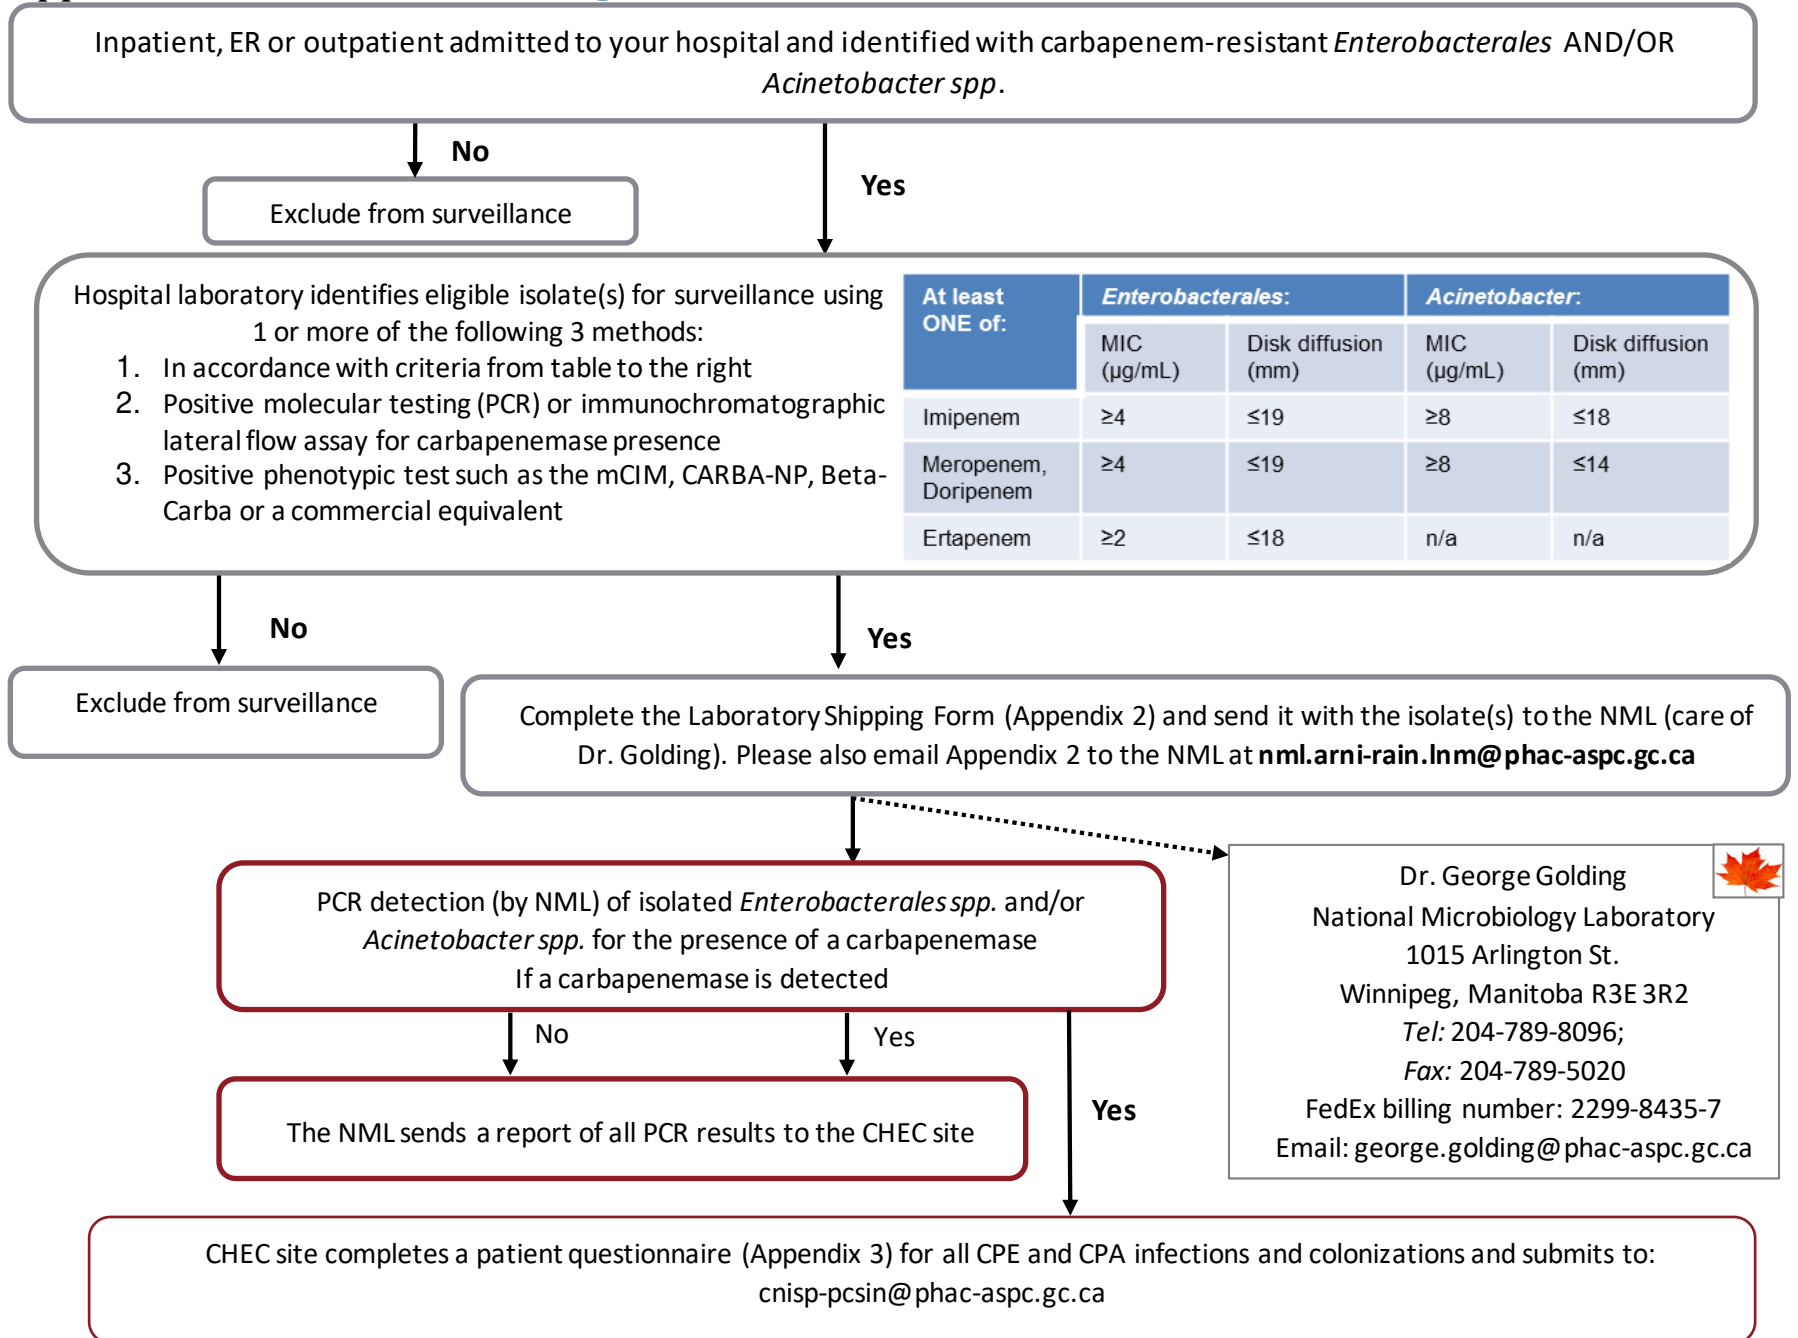 Inpatient, ER or outpatient admitted to your hospital and identified with carbapenem-resistant Enterobacterales AND/OR
Acinetobacter spp.
No
Yes
Exclude from surveillance
Hospital laboratory identifies eligible isolate(s) for surveillance using
1 or more of the following 3 methods:
1. In accordance with criteria from table to the right
2. Positive molecular testing (PCR) or immunochromatographic
lateral flow assay for carbapenemase presence
3. Positive phenotypic test such as the mCIM, CARBA-NP, Beta-
Carba or a commercial equivalent
At least
ONE of:
Enterobacterales:
Acinetobacter:
MIC
(µg/mL)
Disk diffusion
(mm)
MIC
(µg/mL)
Disk diffusion
(mm)
Imipenem ≥4 ≤19 ≥8 ≤18
Meropenem,
Doripenem
≥4 ≤19 ≥8 ≤14
Ertapenem ≥2 ≤18 n/a n/a
No
Yes
Exclude from surveillance
Complete the Laboratory Shipping Form (Appendix 2) and send it with the isolate(s) to the NML (care of
Dr. Golding). Please also email Appendix 2 to the NML at nml.arni-rain.lnm@phac-aspc.gc.ca
PCR detection (by NML) of isolated Enterobacterales spp. and/or
Acinetobacter spp. for the presence of a carbapenemase
If a carbapenemase is detected
Dr. George Golding
National Microbiology Laboratory
1015 Arlington St.
Winnipeg, Manitoba R3E 3R2
Tel: 204-789-8096;
Fax: 204-789-5020
FedEx billing number: 2299-8435-7
Email: george.golding@phac-aspc.gc.ca
No
Yes
Yes
The NML sends a report of all PCR results to the CHEC site
CHEC site completes a patient questionnaire (Appendix 3) for all CPE and CPA infections and colonizations and submits to:
cnisp-pcsin@phac-aspc.gc.ca